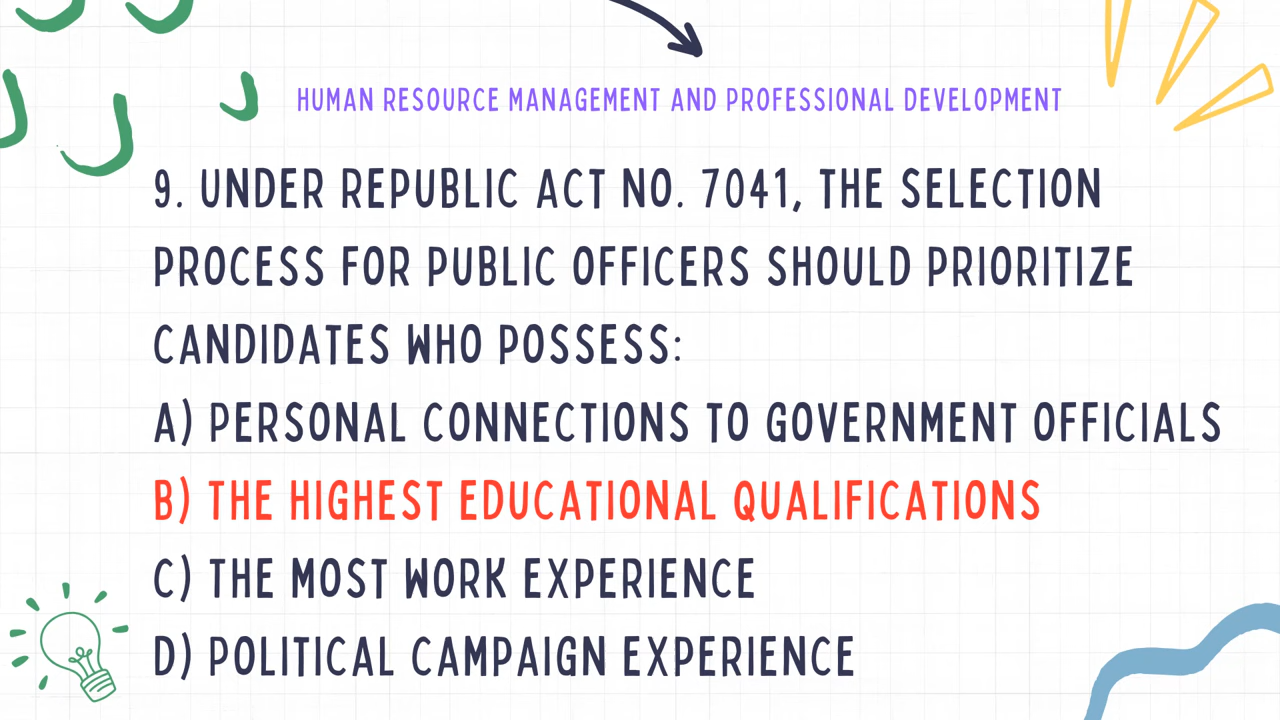 HUMAN RESOURCE MANAGEMENT AND PROFESSIONAL DEVELOPMENT
9. UNDER REPUBLIC ACT NO. 7041, THE SELECTION
PROCESS FOR PUBLIC OFFICERS SHOULD PRIORITIZE
CANDIDATES WHO POSSESS:
A) PERSONAL CONNECTIONS TO GOVERNMENT OFFICIALS
B) THE HIGHEST EDUCATIONAL QUALIFICATIONS
C) THE MOST WORK EXPERIENCE
D) POLITICAL CAMPAIGN EXPERIENCE